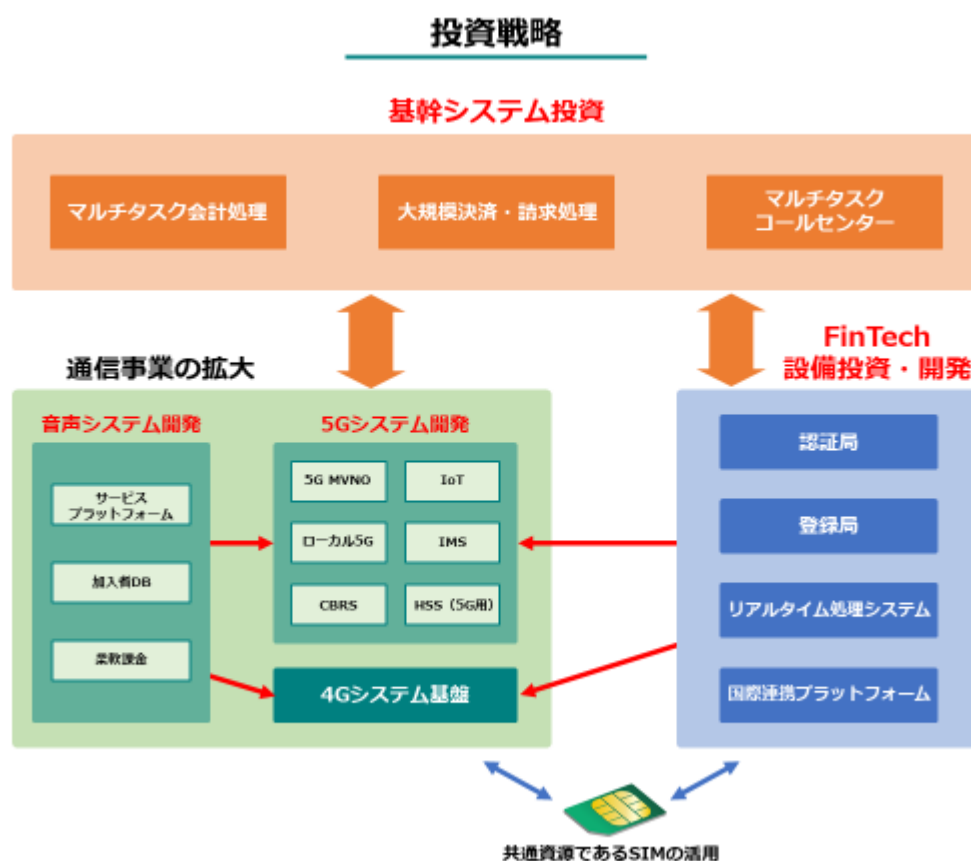 投資戦略
基幹システム投資
マルチタスク会計処理
大規模決済・請求処理
マルチタスク
コールセンター
通信事業の拡大
FinTech
設備投資・開発
音声システム開発
サービス
プラットフォーム
加入者DB
柔軟課金
5Gシステム開発
5G MVNO
IoT
ローカル5G
IMS
CBRS
HSS（5G用）
4Gシステム基盤
認証局
登録局
リアルタイム処理システム
国際連携プラットフォーム
共通資源であるSIMの活用